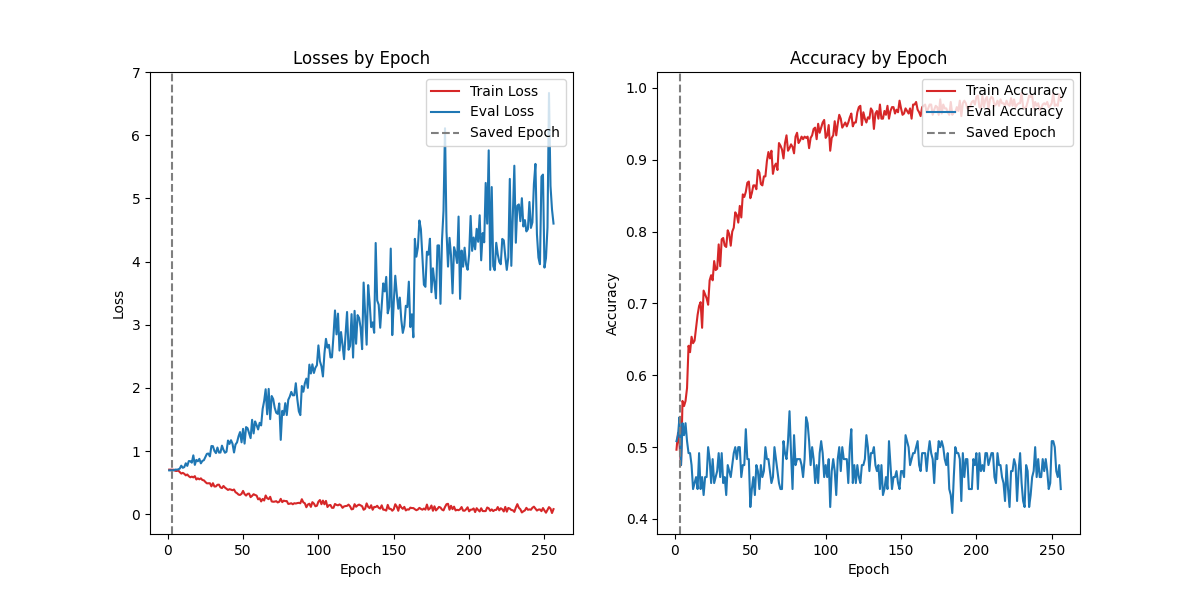 Losses by Epoch
Train Loss
Eval Loss
Saved Epoch
7
6
5
4
3
2
1
0
Loss
0
50
100
150
200
250
Epoch
Accuracy by Epoch
Train Accuracy
Eval Accuracy
Saved Epoch
1.0
0.9
0.8
0.7
0.6
0.5
0.4
Accuracy
0
50
100
150
200
250
Epoch